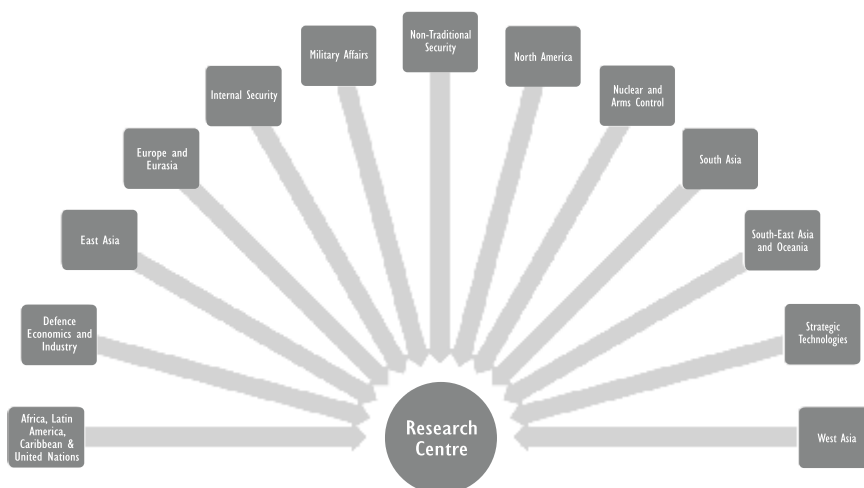 Non-Traditional
Security
Military Affairs
North America
Internal Security
Nuclear and
Arms Control
Europe and
Eurasia
South Asia
East Asia
South-East Asia
and Oceania
Defence
Economics and
Industry
Strategic
Technologies
Africa, Latin
America,
Caribbean &
United Nations
Research
Centre
West Asia